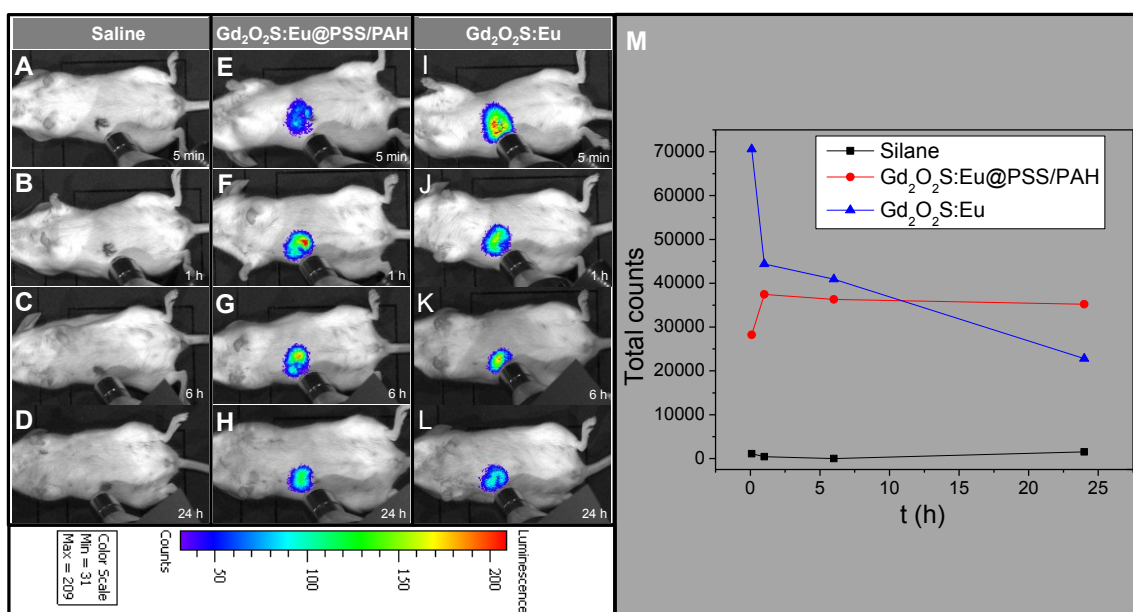 Saline
Gd₂O₂S:Eu@PSS/PAH
Gd₂O₂S:Eu
A
5 min
E
5 min
I
5 min
B
1 h
F
1 h
J
1 h
C
6 h
G
6 h
K
6 h
D
24 h
H
24 h
L
24 h
Color Scale
Min = 31
Max = 209
Counts
50
100
150
200
Luminescence
M
Silane
Gd₂O₂S:Eu@PSS/PAH
Gd₂O₂S:Eu
Total counts
70000
60000
50000
40000
30000
20000
10000
0
0
5
10
15
20
25
t (h)